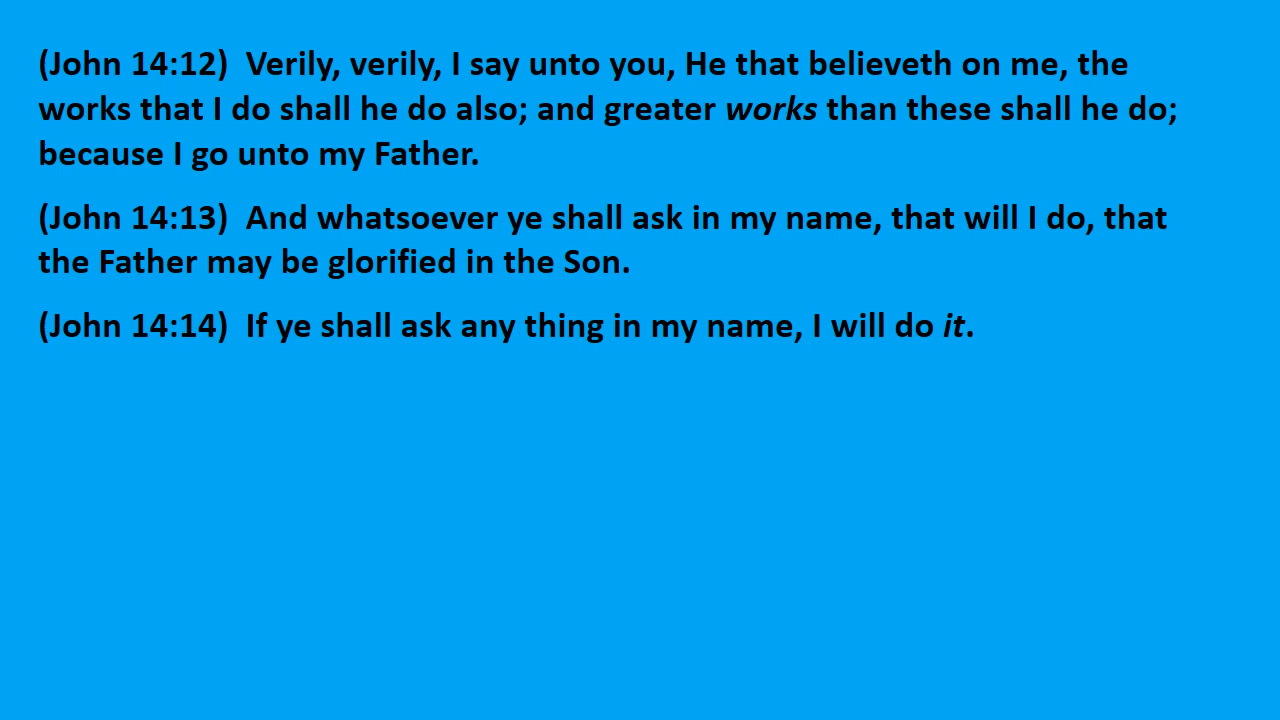 (John 14:12)  Verily, verily, I say unto you, He that believeth on me, the
works that I do shall he do also; and greater works than these shall he do;
because I go unto my Father.
(John 14:13)  And whatsoever ye shall ask in my name, that will I do, that
the Father may be glorified in the Son.
(John 14:14)  If ye shall ask any thing in my name, I will do it.